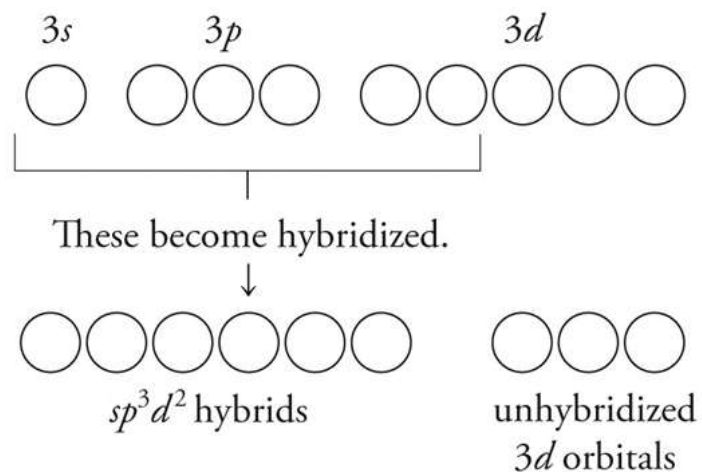 3s 3p 3d
These become hybridized.
sp³d² hybrids unhybridized
3d orbitals